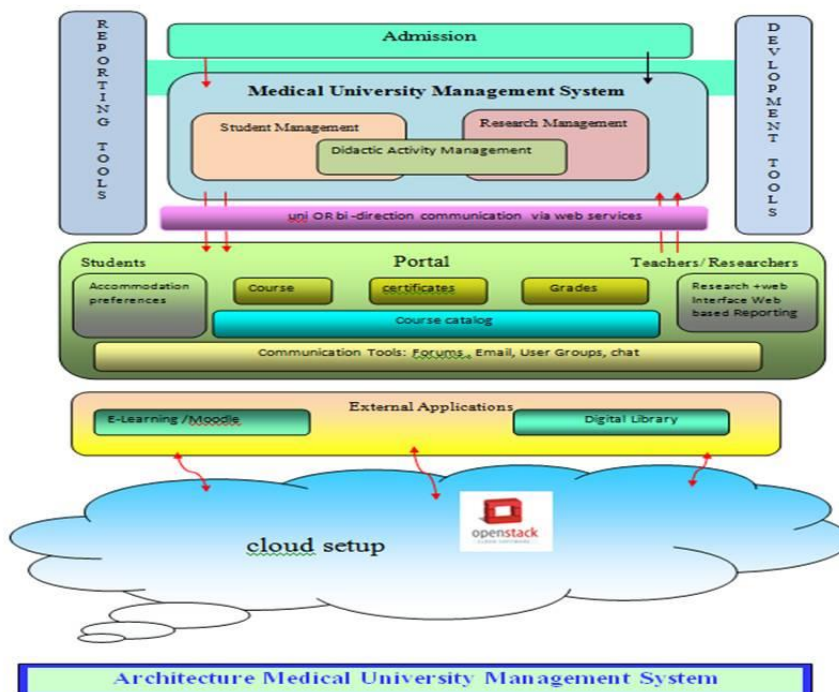 REPORTING TOOLS
Admission
DEVLOPMENT TOOLS
Medical University Management System
Student Management
Research Management
Didactic Activity Management
uni OR bi -direction communication via web services
Students
Portal
Teachers/Researchers
Accommodation
preferences
Course
certificates
Grades
Research +web
Interface Web
based Reporting
Course catalog
Communication Tools: Forums , Email, User Groups, chat
External Applications
E-Learning /Moodle
Digital Library
cloud setup
openstack
CLOUD SOFTWARE
Architecture Medical University Management System